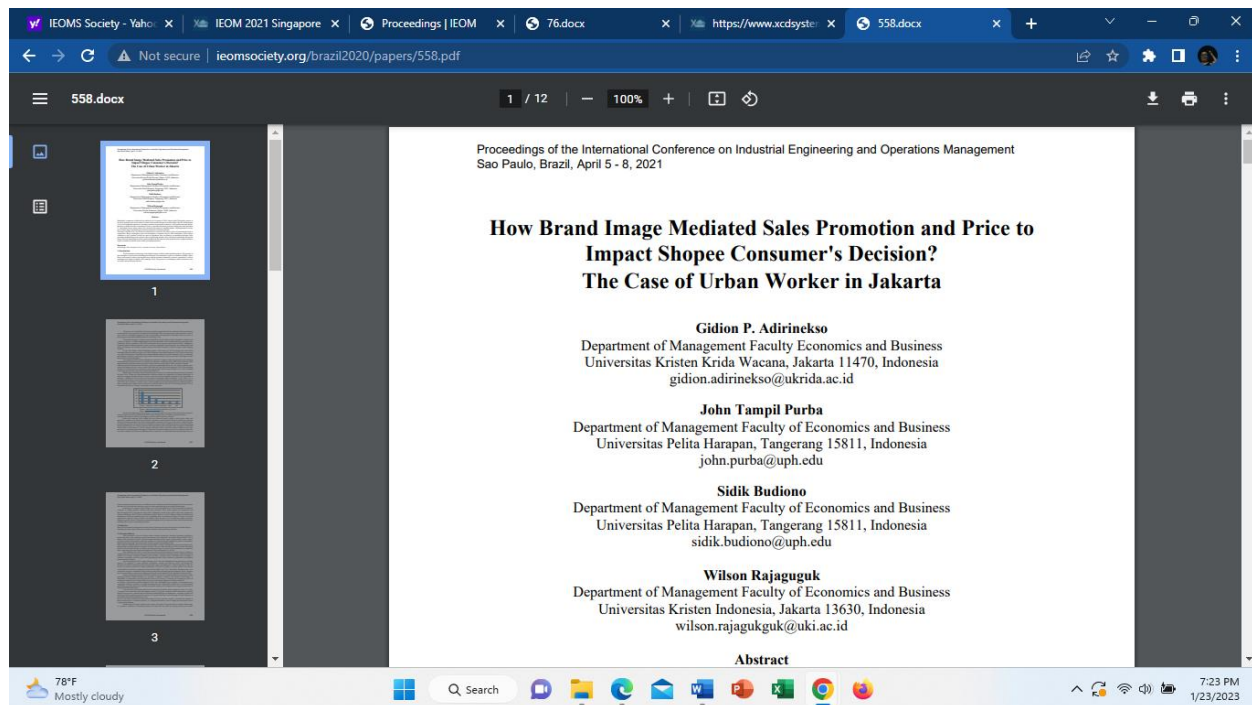 IEOMS Society - Yaho
IEOM 2021 Singapore
Proceedings | IEOM
76.docx
https://www.xcdsyster
558.docx
Not secure
ieomsociety.org/brazil2020/papers/558.pdf
558.docx
1 / 12
100%
1
2
3
Proceedings of the International Conference on Industrial Engineering and Operations Management
Sao Paulo, Brazil, April 5 - 8, 2021
How Brand Image Mediated Sales Promotion and Price to
Impact Shopee Consumer's Decision?
The Case of Urban Worker in Jakarta
Gidion P. Adirinekso
Department of Management Faculty Economics and Business
Universitas Kristen Krida Wacana, Jakarta 11470, Indonesia
gidion.adirinekso@ukrida.ac.id
John Tampil Purba
Department of Management Faculty of Economics and Business
Universitas Pelita Harapan, Tangerang 15811, Indonesia
john.purba@uph.edu
Sidik Budiono
Department of Management Faculty of Economics and Business
Universitas Pelita Harapan, Tangerang 15811, Indonesia
sidik.budiono@uph.edu
Wilson Rajaguguk
Department of Management Faculty of Economics and Business
Universitas Kristen Indonesia, Jakarta 13630, Indonesia
wilson.rajagukguk@uki.ac.id
Abstract
78°F
Mostly cloudy
Search
7:23 PM
1/23/2023